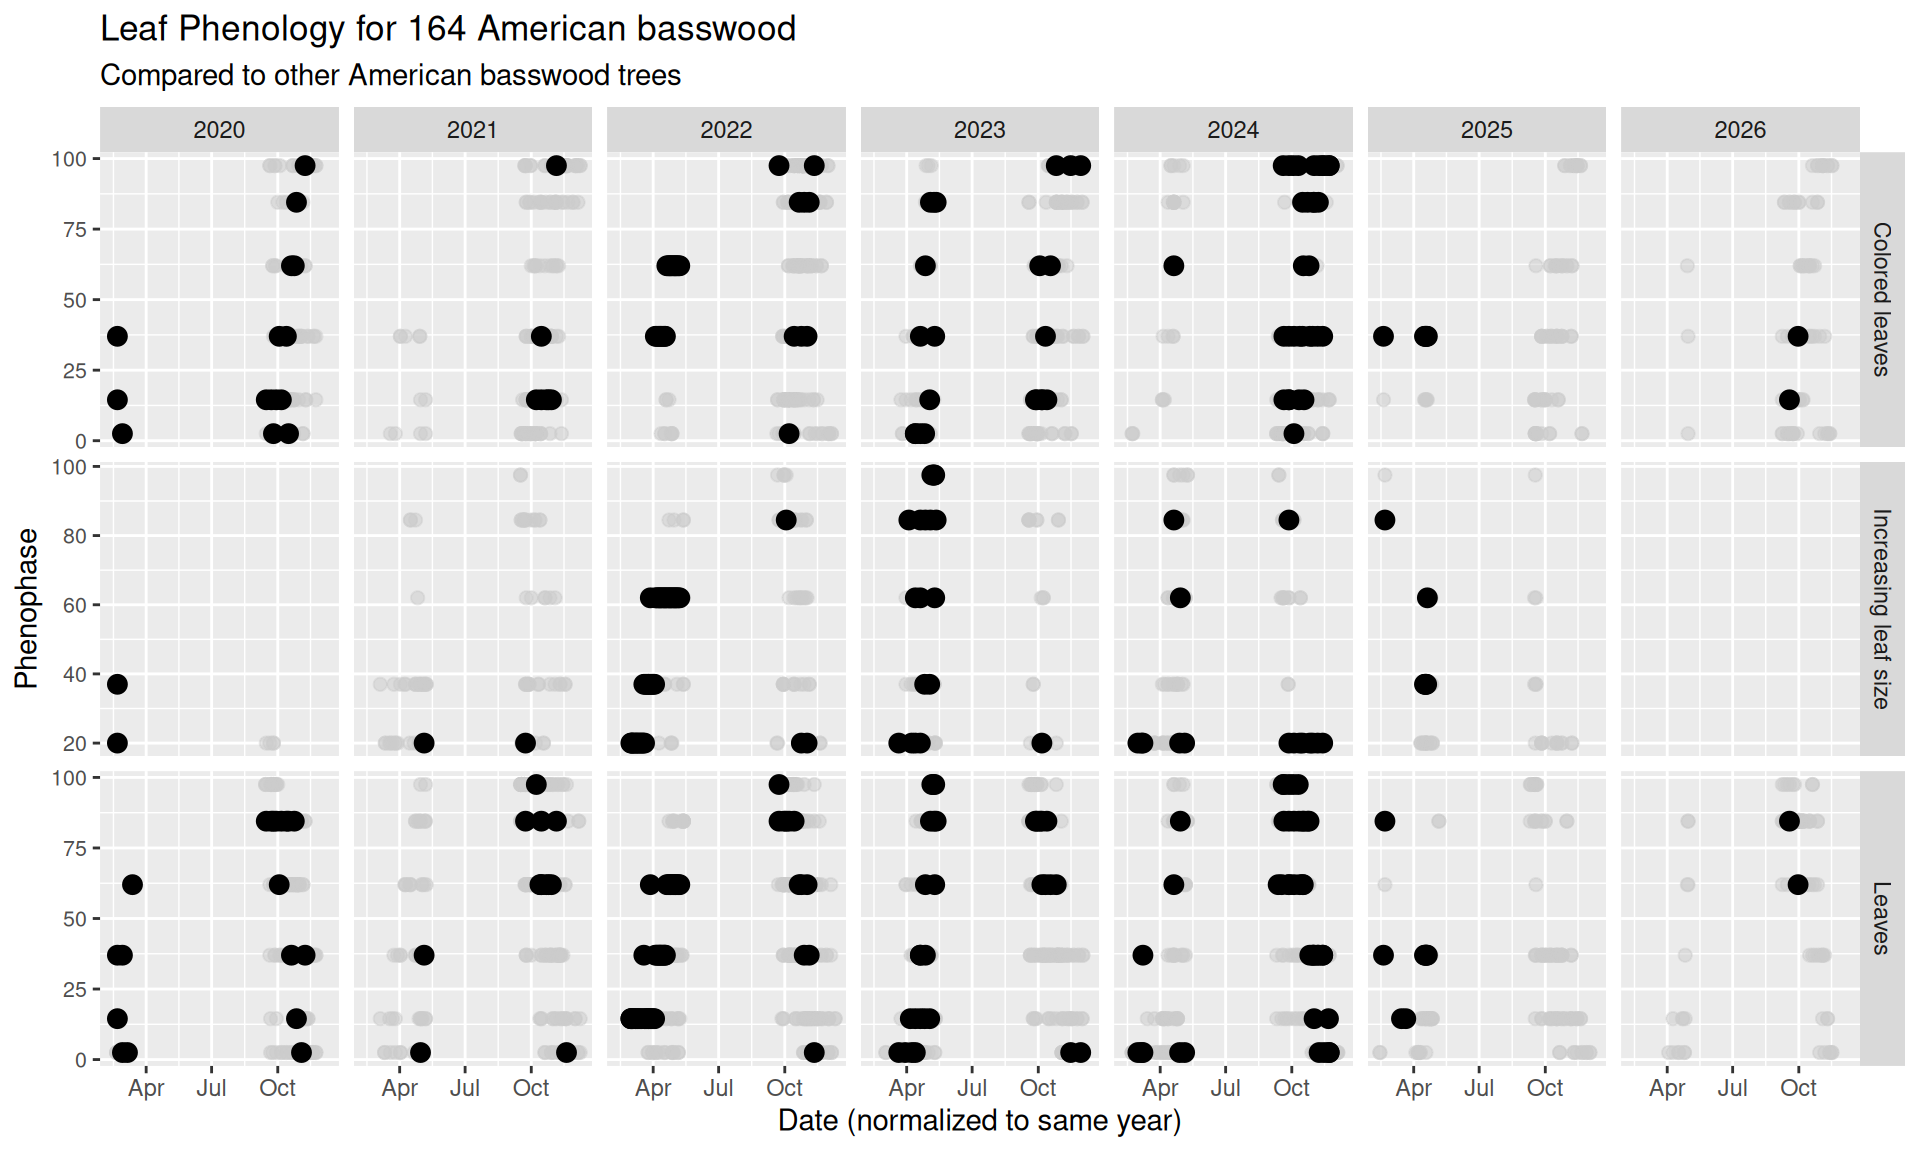 Leaf Phenology for 164 American basswood
Compared to other American basswood trees
2020 2021 2022 2023 2024 2025 2026
100
75
50
25
0
Colored leaves
100
80
60
40
20
Increasing leaf size
100
75
50
25
0
Leaves
Phenophase
Apr Jul Oct Apr Jul Oct Apr Jul Oct Apr Jul Oct Apr Jul Oct Apr Jul Oct Apr Jul Oct
Date (normalized to same year)